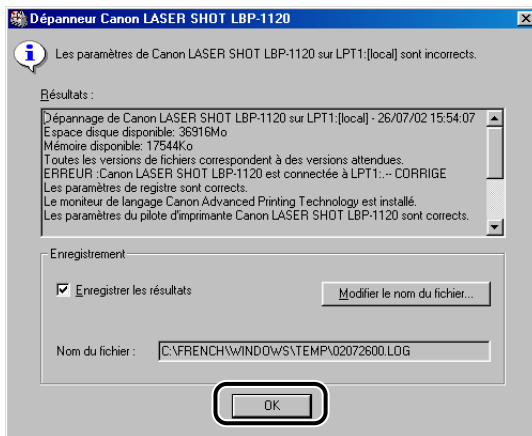 Dépanneur Canon LASER SHOT LBP-1120
Les paramètres de Canon LASER SHOT LBP-1120 sur LPT1:[local] sont incorrects.
Résultats :
Dépannage de Canon LASER SHOT LBP-1120 sur LPT1:[local] - 26/07/02 15:54:07
Espace disque disponible: 36916Mo
Mémoire disponible: 17544Ko
Toutes les versions de fichiers correspondent à des versions attendues.
ERREUR :Canon LASER SHOT LBP-1120 est connectée à LPT1:.-- CORRIGE
Les paramètres de registre sont corrects.
Le moniteur de langage Canon Advanced Printing Technology est installé.
Les paramètres du pilote d'imprimante Canon LASER SHOT LBP-1120 sont corrects.
Enregistrement
Enregistrer les résultats
Modifier le nom du fichier...
Nom du fichier :
C:\FRENCH\WINDOWS\TEMP\02072600.LOG
OK